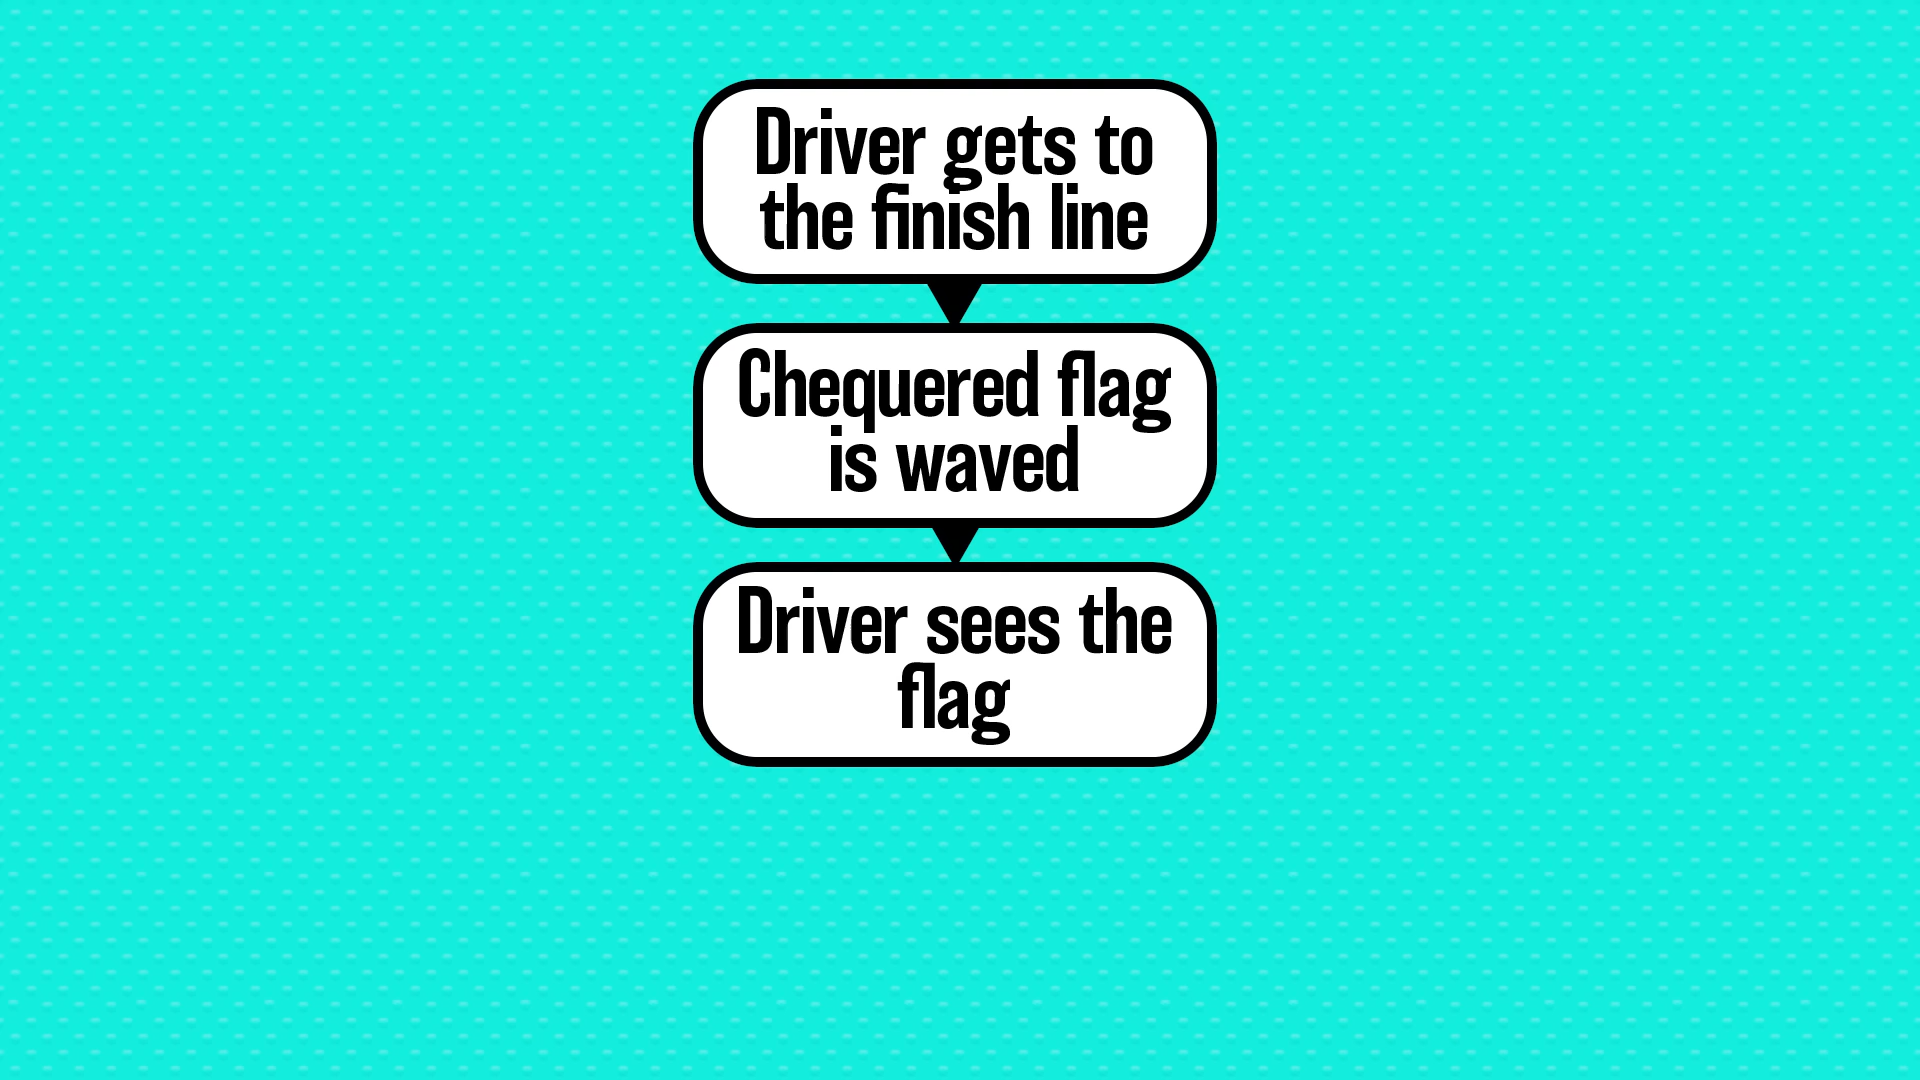 Driver gets to
the finish line
Chequered flag
is waved
Driver sees the
flag